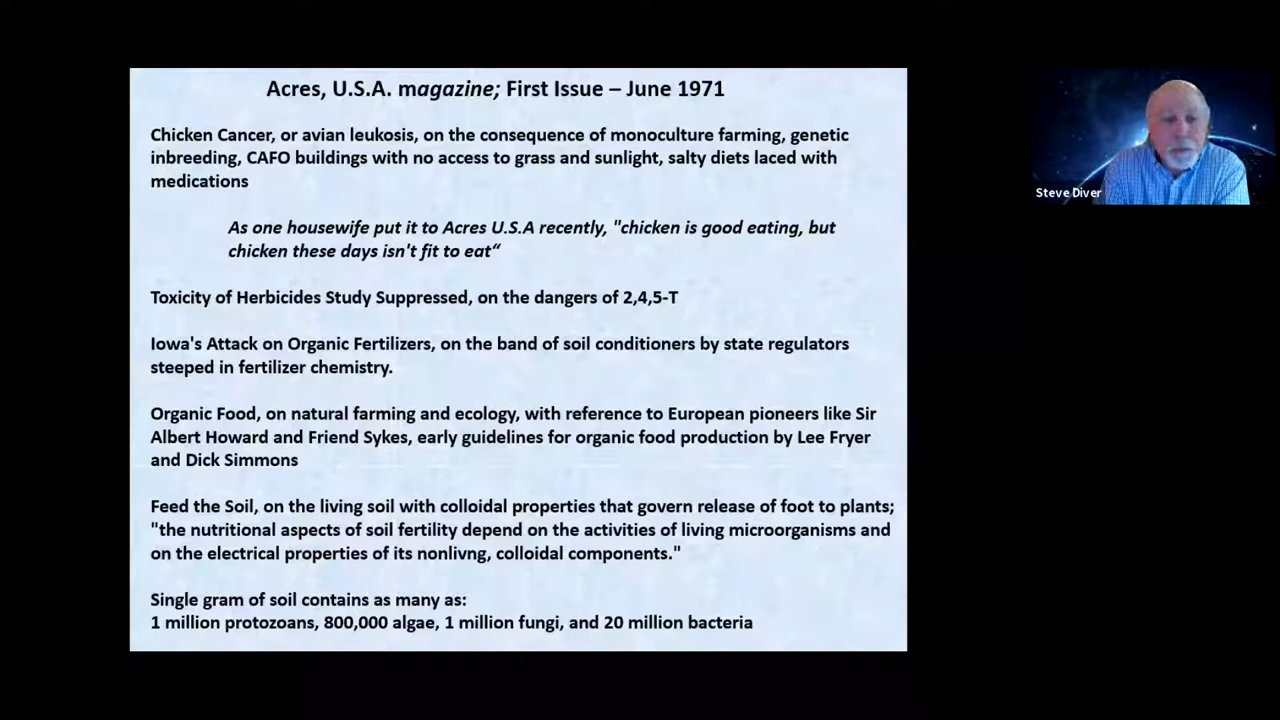 Acres, U.S.A. magazine; First Issue – June 1971
Chicken Cancer, or avian leukosis, on the consequence of monoculture farming, genetic
inbreeding, CAFO buildings with no access to grass and sunlight, salty diets laced with
medications
As one housewife put it to Acres U.S.A recently, "chicken is good eating, but
chicken these days isn't fit to eat“
Toxicity of Herbicides Study Suppressed, on the dangers of 2,4,5-T
Iowa's Attack on Organic Fertilizers, on the band of soil conditioners by state regulators
steeped in fertilizer chemistry.
Organic Food, on natural farming and ecology, with reference to European pioneers like Sir
Albert Howard and Friend Sykes, early guidelines for organic food production by Lee Fryer
and Dick Simmons
Feed the Soil, on the living soil with colloidal properties that govern release of foot to plants;
"the nutritional aspects of soil fertility depend on the activities of living microorganisms and
on the electrical properties of its nonlivng, colloidal components."
Single gram of soil contains as many as:
1 million protozoans, 800,000 algae, 1 million fungi, and 20 million bacteria
Steve Diver